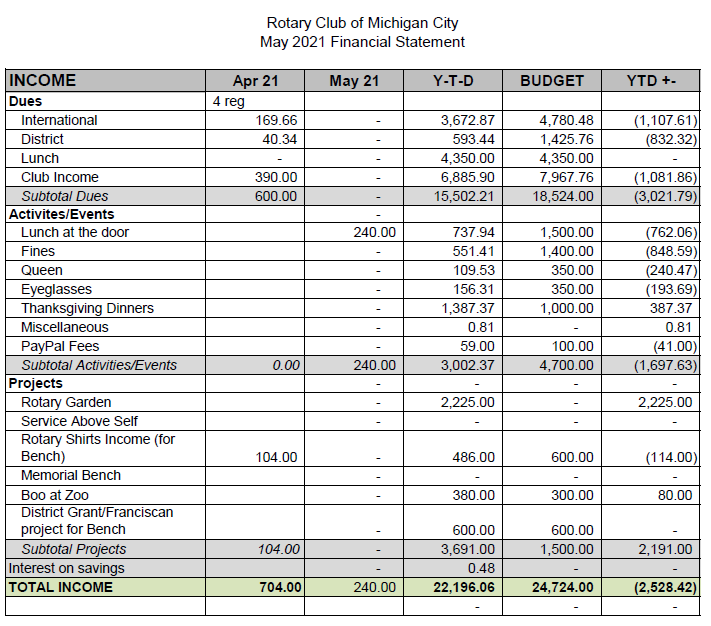 Rotary Club of Michigan City
May 2021 Financial Statement
INCOME Apr 21 May 21 Y-T-D BUDGET YTD +-
Dues 4 reg
International 169.66 - 3,672.87 4,780.48 (1,107.61)
District 40.34 - 593.44 1,425.76 (832.32)
Lunch - - 4,350.00 4,350.00 -
Club Income 390.00 - 6,885.90 7,967.76 (1,081.86)
Subtotal Dues 600.00 - 15,502.21 18,524.00 (3,021.79)
Activites/Events -
Lunch at the door 240.00 737.94 1,500.00 (762.06)
Fines - 551.41 1,400.00 (848.59)
Queen - 109.53 350.00 (240.47)
Eyeglasses - 156.31 350.00 (193.69)
Thanksgiving Dinners - 1,387.37 1,000.00 387.37
Miscellaneous - 0.81 - 0.81
PayPal Fees - 59.00 100.00 (41.00)
Subtotal Activities/Events 0.00 240.00 3,002.37 4,700.00 (1,697.63)
Projects - - - -
Rotary Garden - 2,225.00 - 2,225.00
Service Above Self - - - -
Rotary Shirts Income (for
Bench) 104.00 - 486.00 600.00 (114.00)
Memorial Bench - - - -
Boo at Zoo - 380.00 300.00 80.00
District Grant/Franciscan
project for Bench - 600.00 600.00 -
Subtotal Projects 104.00 - 3,691.00 1,500.00 2,191.00
Interest on savings - 0.48 - -
TOTAL INCOME 704.00 240.00 22,196.06 24,724.00 (2,528.42)
- - -